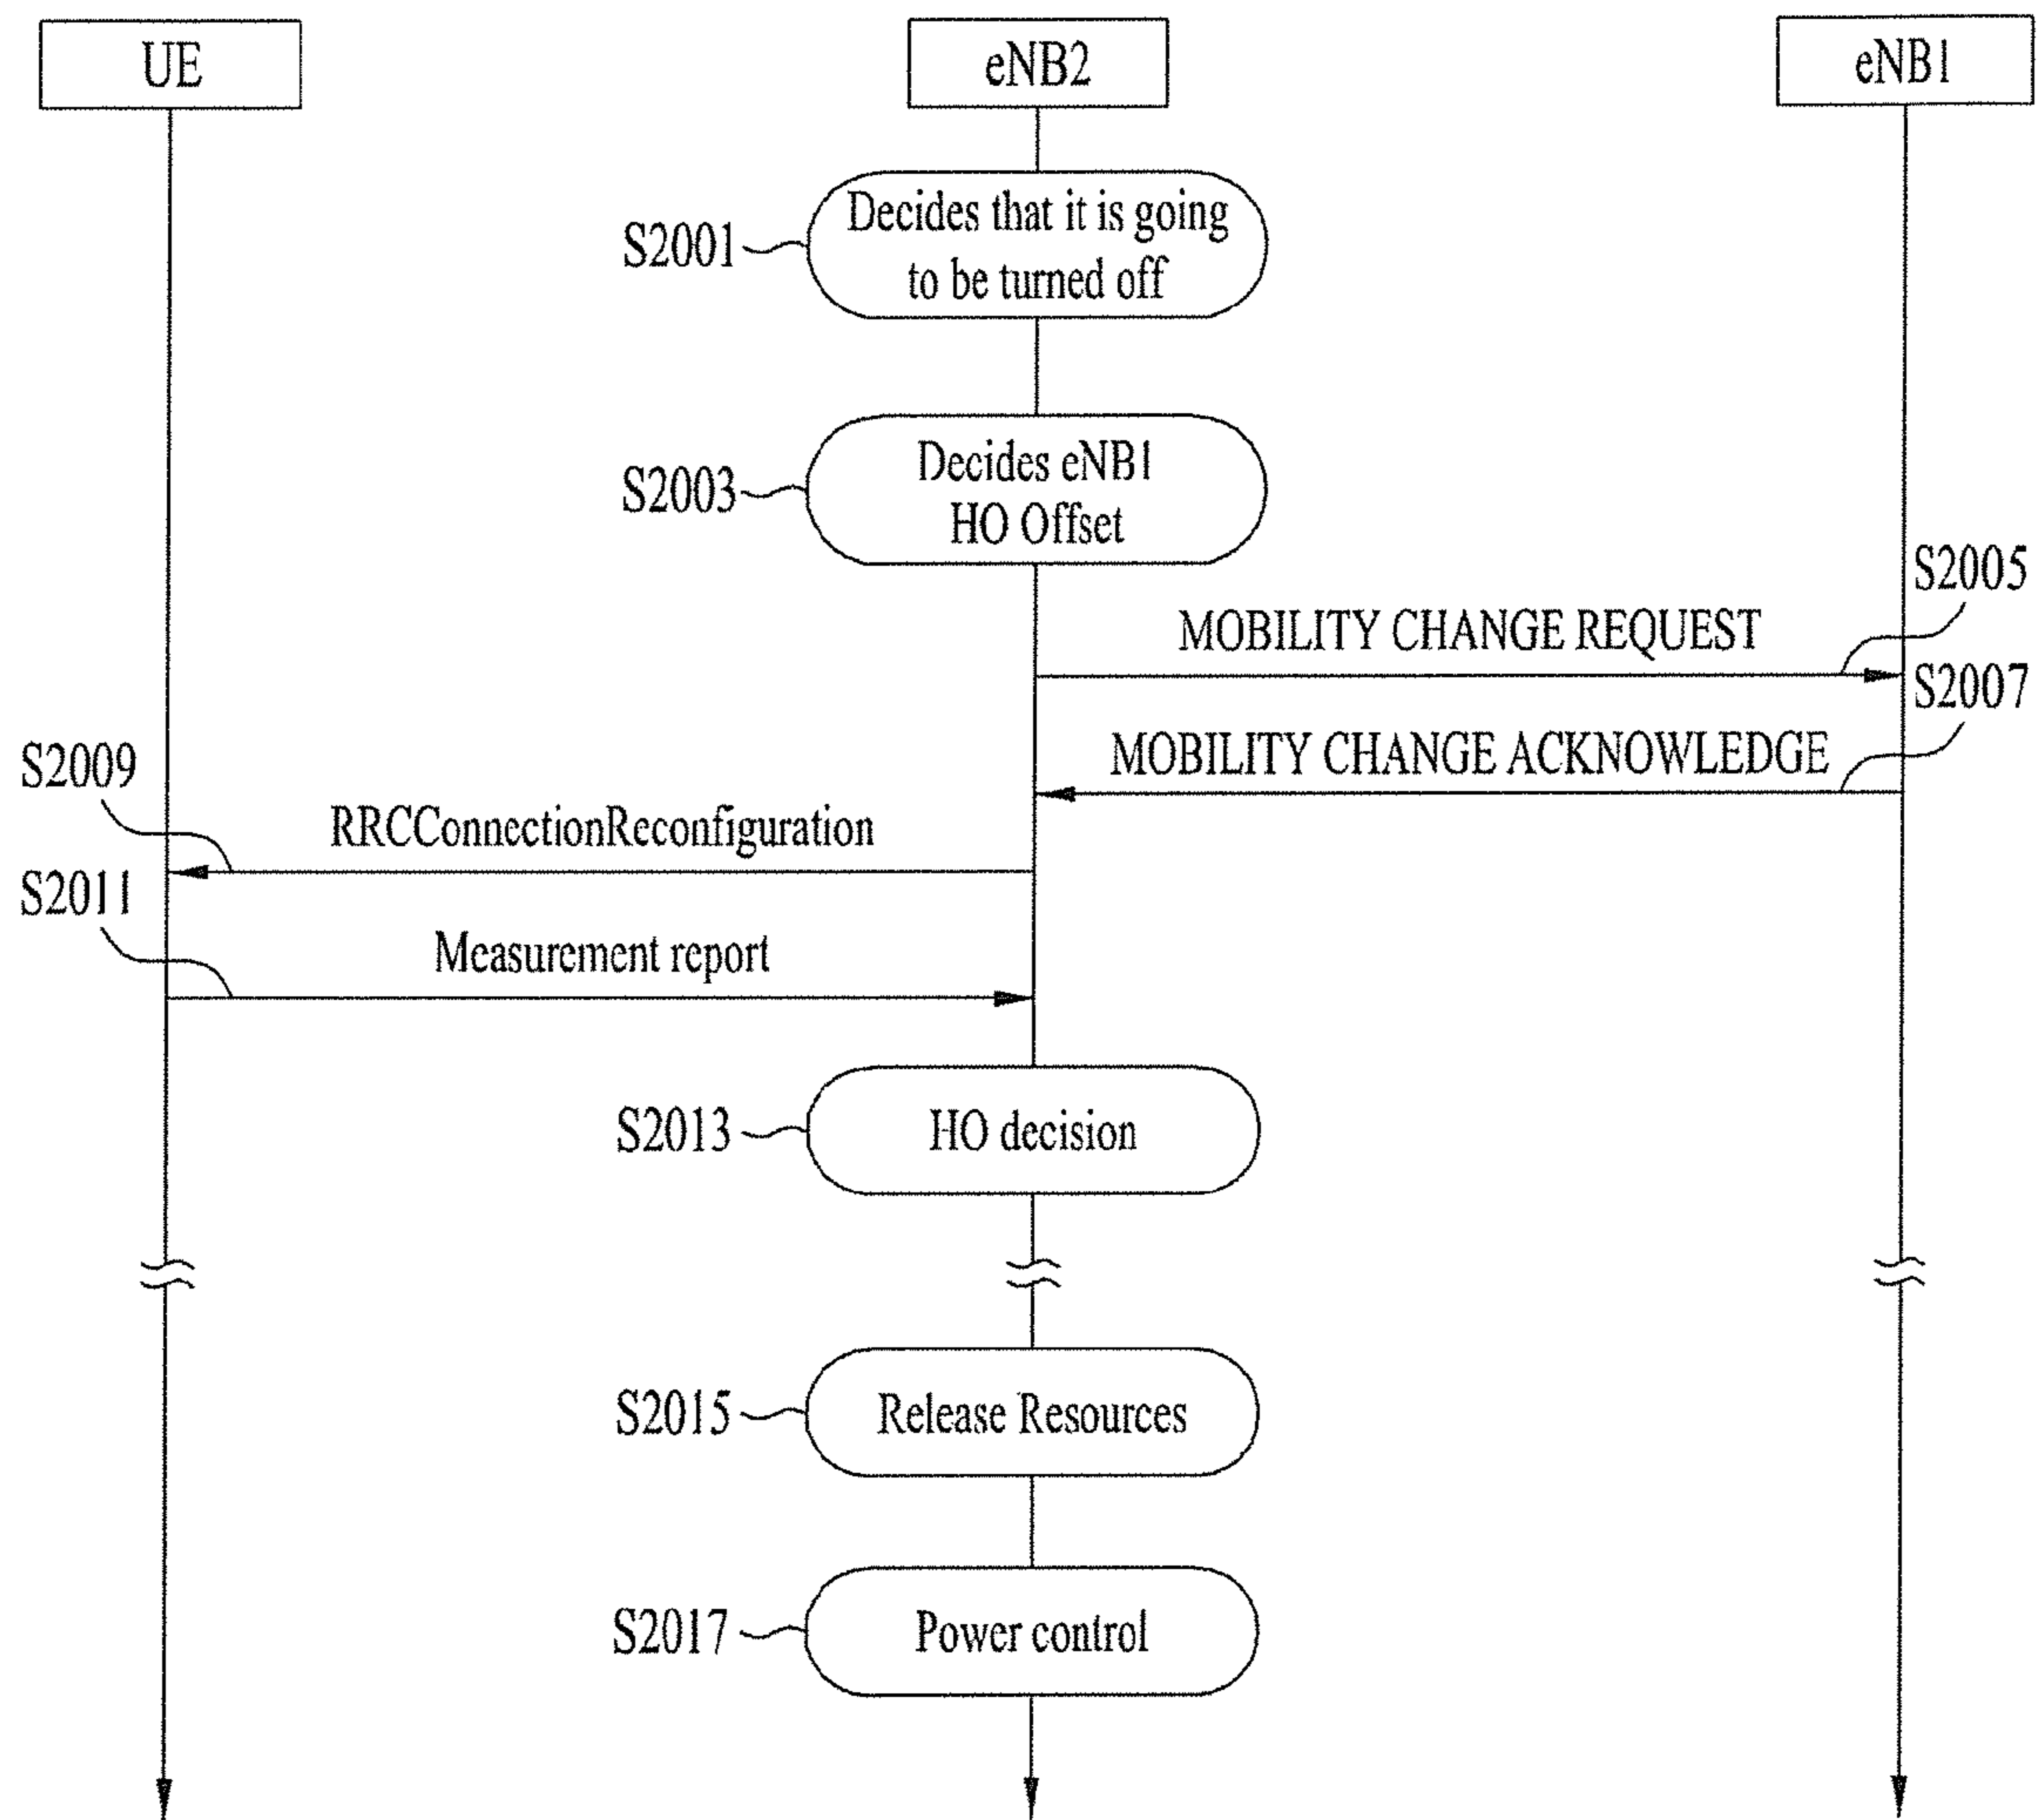 UE
eNB2
eNB1
S2001
Decides that it is going
to be turned off
S2003
Decides eNB1
HO Offset
S2005
MOBILITY CHANGE REQUEST
S2007
MOBILITY CHANGE ACKNOWLEDGE
S2009
RRCConnectionReconfiguration
S2011
Measurement report
S2013
HO decision
S2015
Release Resources
S2017
Power control